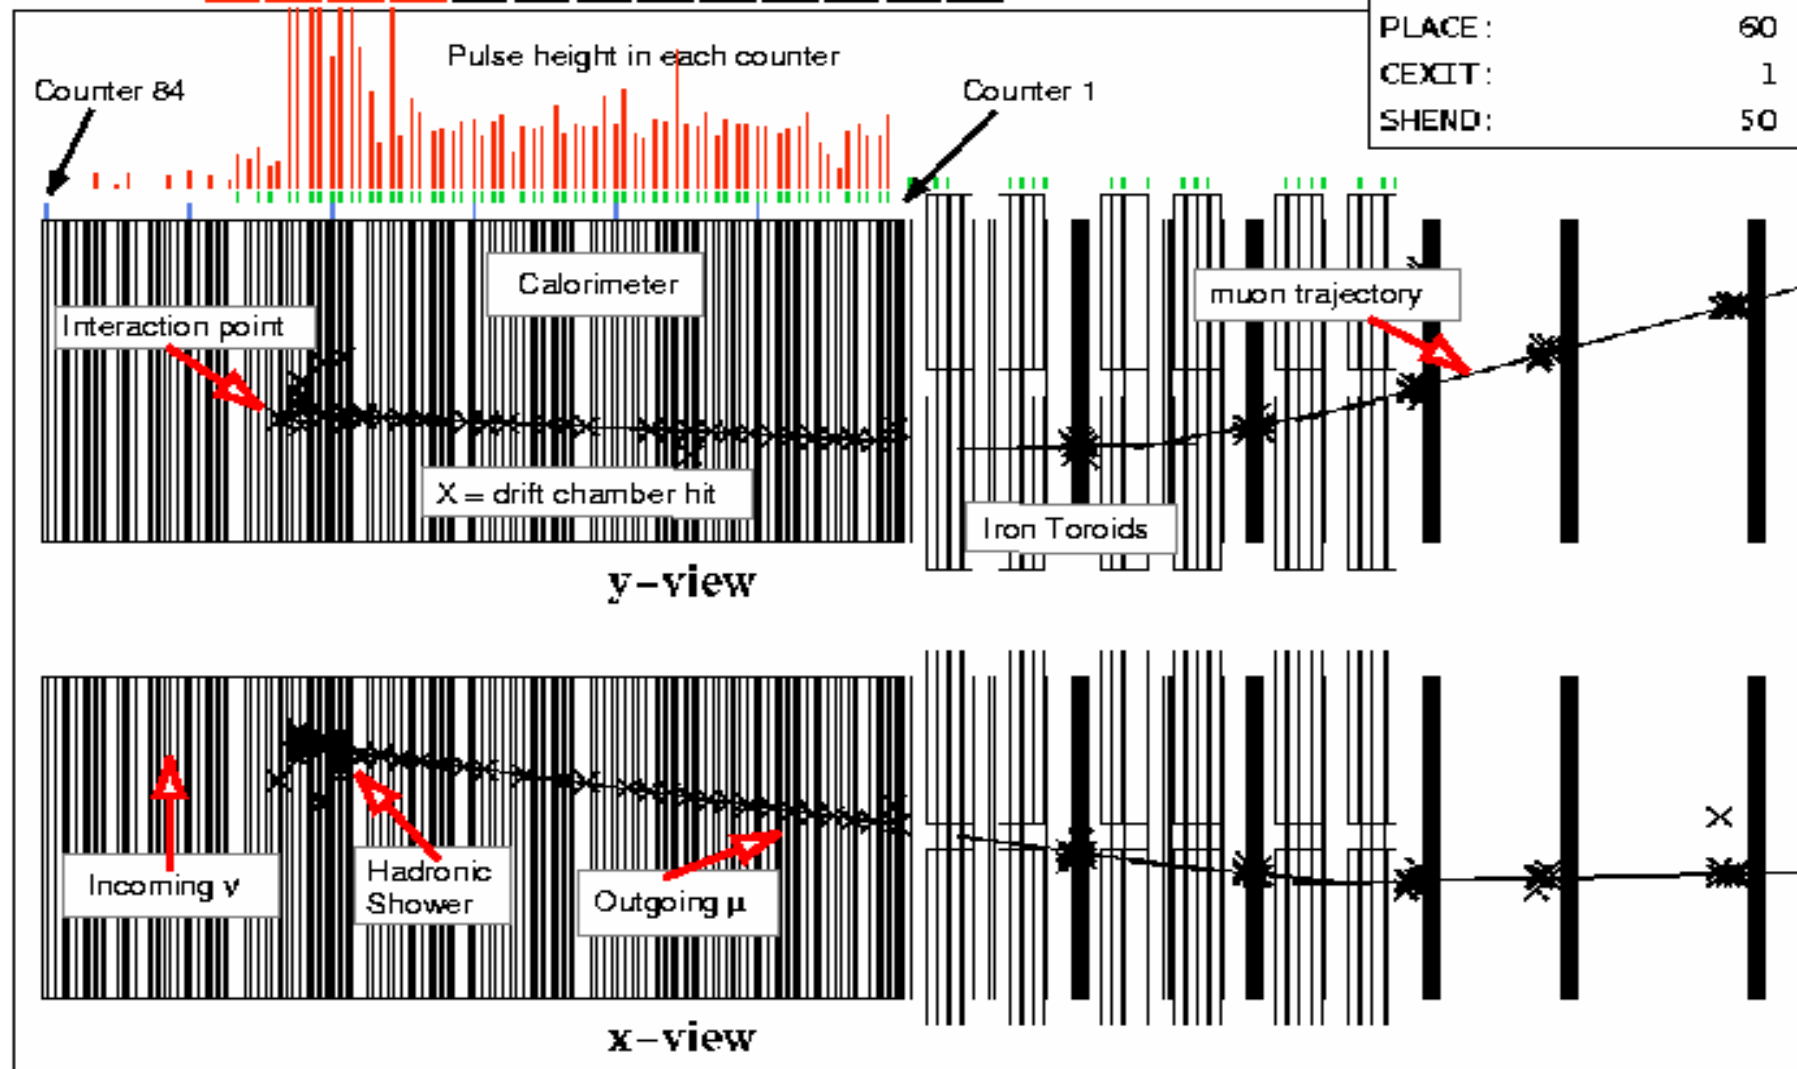 PLACE: 60
CEXIT: 1
SHEND: 50
Pulse height in each counter
Counter 84
Counter 1
Calorimeter
muon trajectory
Interaction point
X = drift chamber hit
Iron Toroids
y-view
Incoming ν
Hadronic
Shower
Outgoing μ
x-view